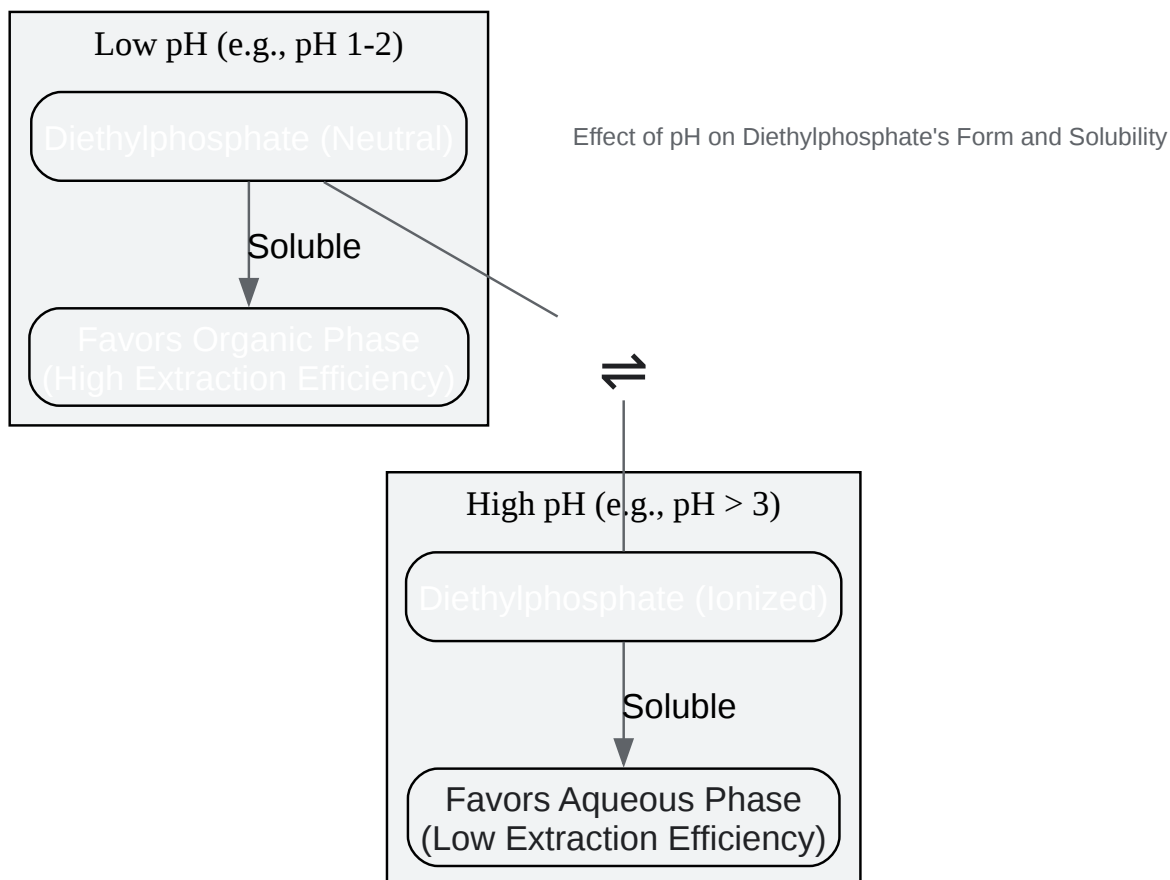 Low pH (e.g., pH 1-2)
Diethylphosphate (Neutral)
Effect of pH on Diethylphosphate's Form and Solubility
Soluble
Favors Organic Phase
(High Extraction Efficiency)
⇌
High pH (e.g., pH > 3)
Diethylphosphate (Ionized)
Soluble
Favors Aqueous Phase
(Low Extraction Efficiency)